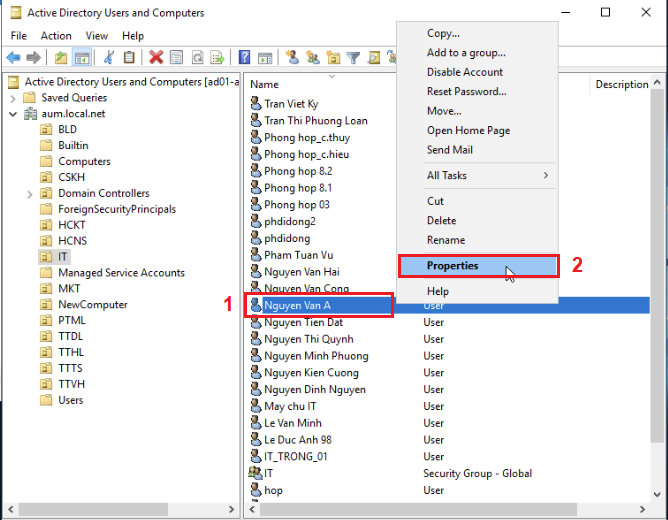 Active Directory Users and Computers
File Action View Help
Active Directory Users and Computers [ad01-a
Saved Queries
aum.local.net
BLD
Builtin
Computers
CSKH
Domain Controllers
ForeignSecurityPrincipals
HCKT
HCNS
IT
Managed Service Accounts
MKT
NewComputer
PTML
TTDL
TTHL
TTTS
TTVH
Users
Name Description
Tran Viet Ky
Tran Thi Phuong Loan
Phong hop_c.thuy
Phong hop_c.hieu
Phong hop 8.2
Phong hop 8.1
Phong hop 03
phdidong2
phdidong
Pham Tuan Vu
Nguyen Van Hai
Nguyen Van Cong
1 Nguyen Van A User
Nguyen Tien Dat User
Nguyen Thi Quynh User
Nguyen Minh Phuong User
Nguyen Kien Cuong User
Nguyen Dinh Nguyen User
May chu IT User
Le Van Minh User
Le Duc Anh 98 User
IT_TRONG_01 User
IT Security Group - Global
hop User
Copy...
Add to a group...
Disable Account
Reset Password...
Move...
Open Home Page
Send Mail
All Tasks
Cut
Delete
Rename
Properties 2
Help